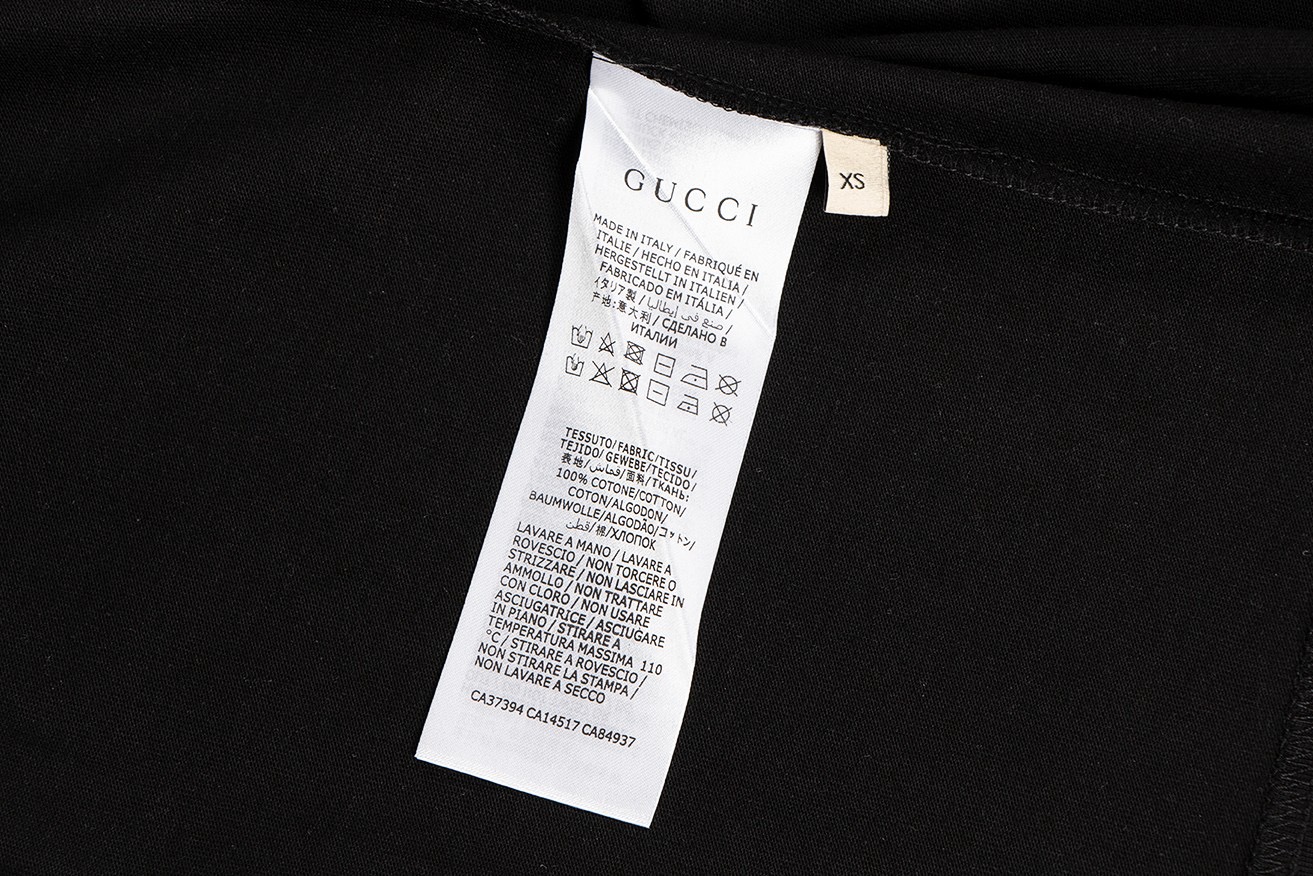 GUCCI
XS
MADE IN ITALY / FABRIQUÉ EN
ITALIE / HECHO EN ITALIA /
HERGESTELLT IN ITALIEN /
FABRICADO EM ITÁLIA /
イタリア製 / صنع في إيطاليا /
产地:意大利 / СДЕЛАНО В
ИТАЛИИ
TESSUTO/FABRIC/TISSU/
TEJIDO/GEWEBE/TECIDO/
表地/قماش/面料/ТКАНЬ:
100% COTONE/COTTON/
COTON/ALGODON/
BAUMWOLLE/ALGODÃO/コットン/
قطن/棉/ХЛОПОК
LAVARE A MANO / LAVARE A
ROVESCIO / NON TORCERE O
STRIZZARE / NON LASCIARE IN
AMMOLLO / NON TRATTARE
CON CLORO / NON USARE
ASCIUGATRICE / ASCIUGARE
IN PIANO / STIRARE A
TEMPERATURA MASSIMA 110
°C / STIRARE A ROVESCIO /
NON STIRARE LA STAMPA /
NON LAVARE A SECCO
CA37394 CA14517 CA84937